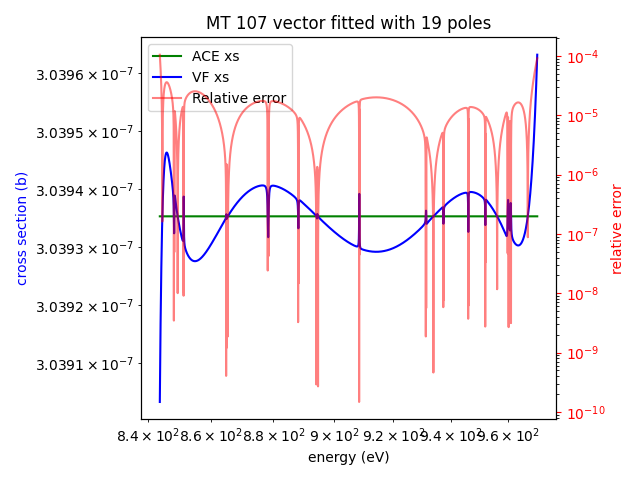 MT 107 vector fitted with 19 poles
ACE xs
VF xs
Relative error
3.0396 × 10⁻⁷
3.0395 × 10⁻⁷
3.0394 × 10⁻⁷
3.0393 × 10⁻⁷
3.0392 × 10⁻⁷
3.0391 × 10⁻⁷
cross section (b)
10⁻⁴
10⁻⁵
10⁻⁶
10⁻⁷
10⁻⁸
10⁻⁹
10⁻¹⁰
relative error
8.4 × 10² 8.6 × 10² 8.8 × 10² 9 × 10² 9.2 × 10² 9.4 × 10² 9.6 × 10²
energy (eV)